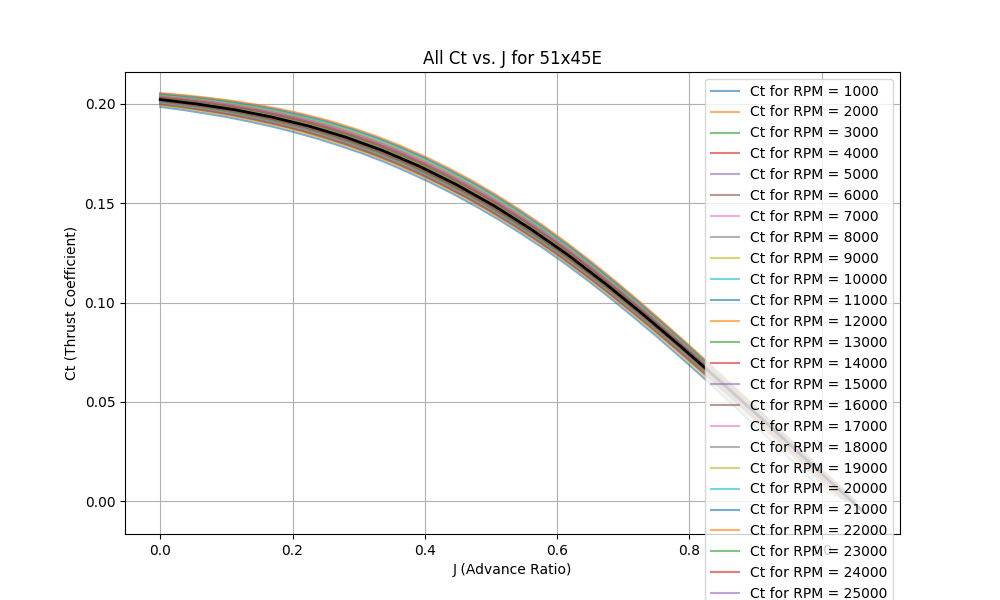 All Ct vs. J for 51x45E
Ct (Thrust Coefficient)
0.20
0.15
0.10
0.05
0.00
0.0
0.2
0.4
0.6
0.8
J (Advance Ratio)
Ct for RPM = 1000
Ct for RPM = 2000
Ct for RPM = 3000
Ct for RPM = 4000
Ct for RPM = 5000
Ct for RPM = 6000
Ct for RPM = 7000
Ct for RPM = 8000
Ct for RPM = 9000
Ct for RPM = 10000
Ct for RPM = 11000
Ct for RPM = 12000
Ct for RPM = 13000
Ct for RPM = 14000
Ct for RPM = 15000
Ct for RPM = 16000
Ct for RPM = 17000
Ct for RPM = 18000
Ct for RPM = 19000
Ct for RPM = 20000
Ct for RPM = 21000
Ct for RPM = 22000
Ct for RPM = 23000
Ct for RPM = 24000
Ct for RPM = 25000